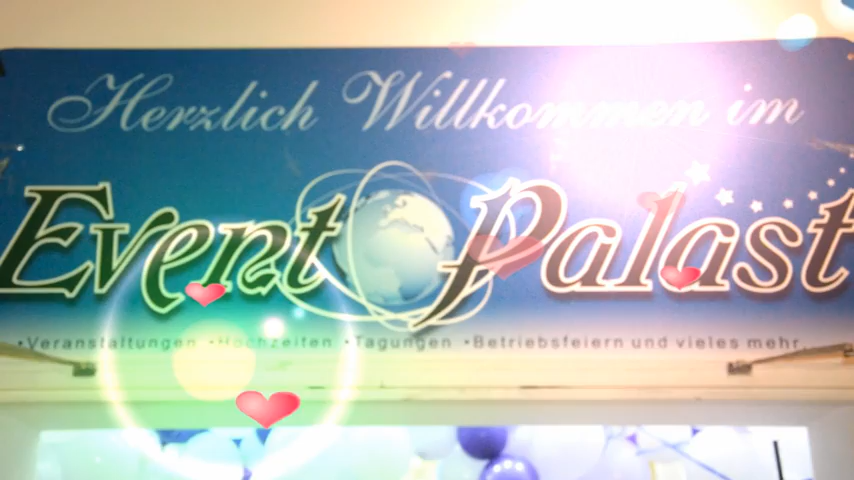 Herzlich Willkommen im
Event Palast
•Veranstaltungen •Hochzeiten •Tagungen •Betriebsfeiern und vieles mehr...